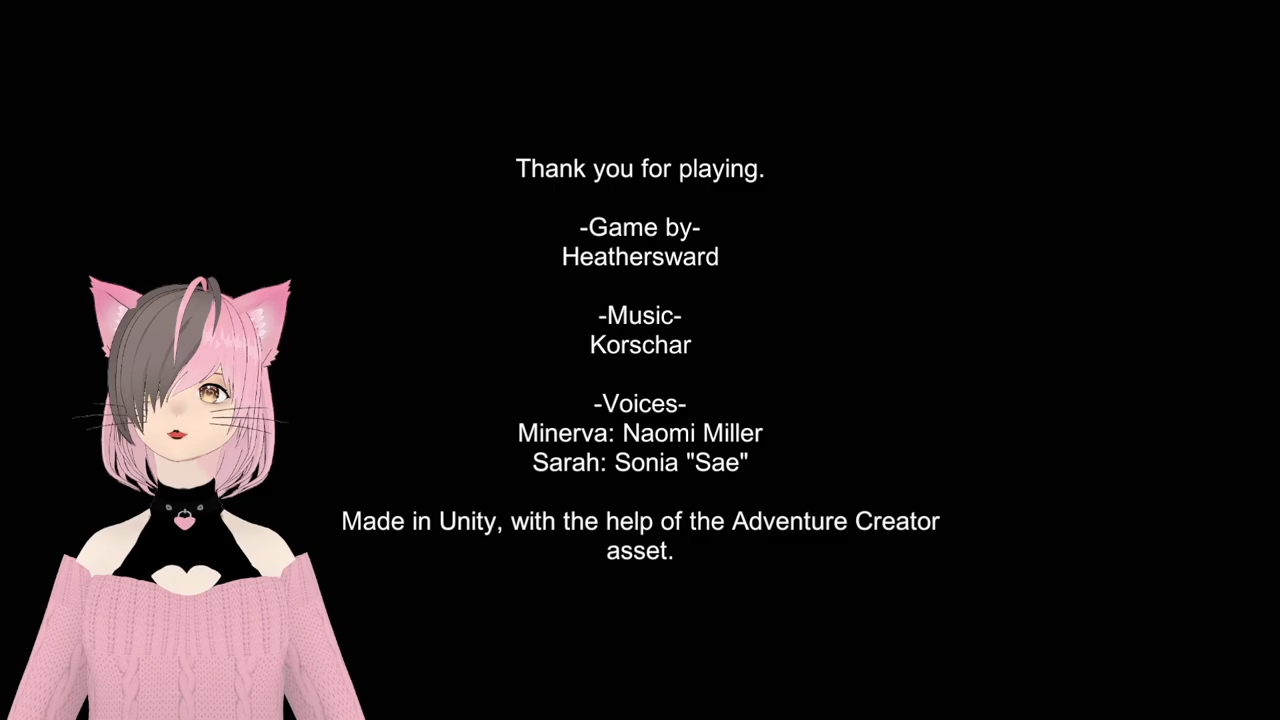 Thank you for playing.
-Game by-
Heathersward
-Music-
Korschar
-Voices-
Minerva: Naomi Miller
Sarah: Sonia "Sae"
Made in Unity, with the help of the Adventure Creator
asset.